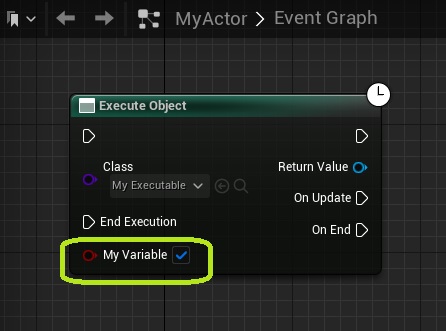 MyActor > Event Graph
Execute Object
Class
My Executable
Return Value
On Update
End Execution
On End
My Variable